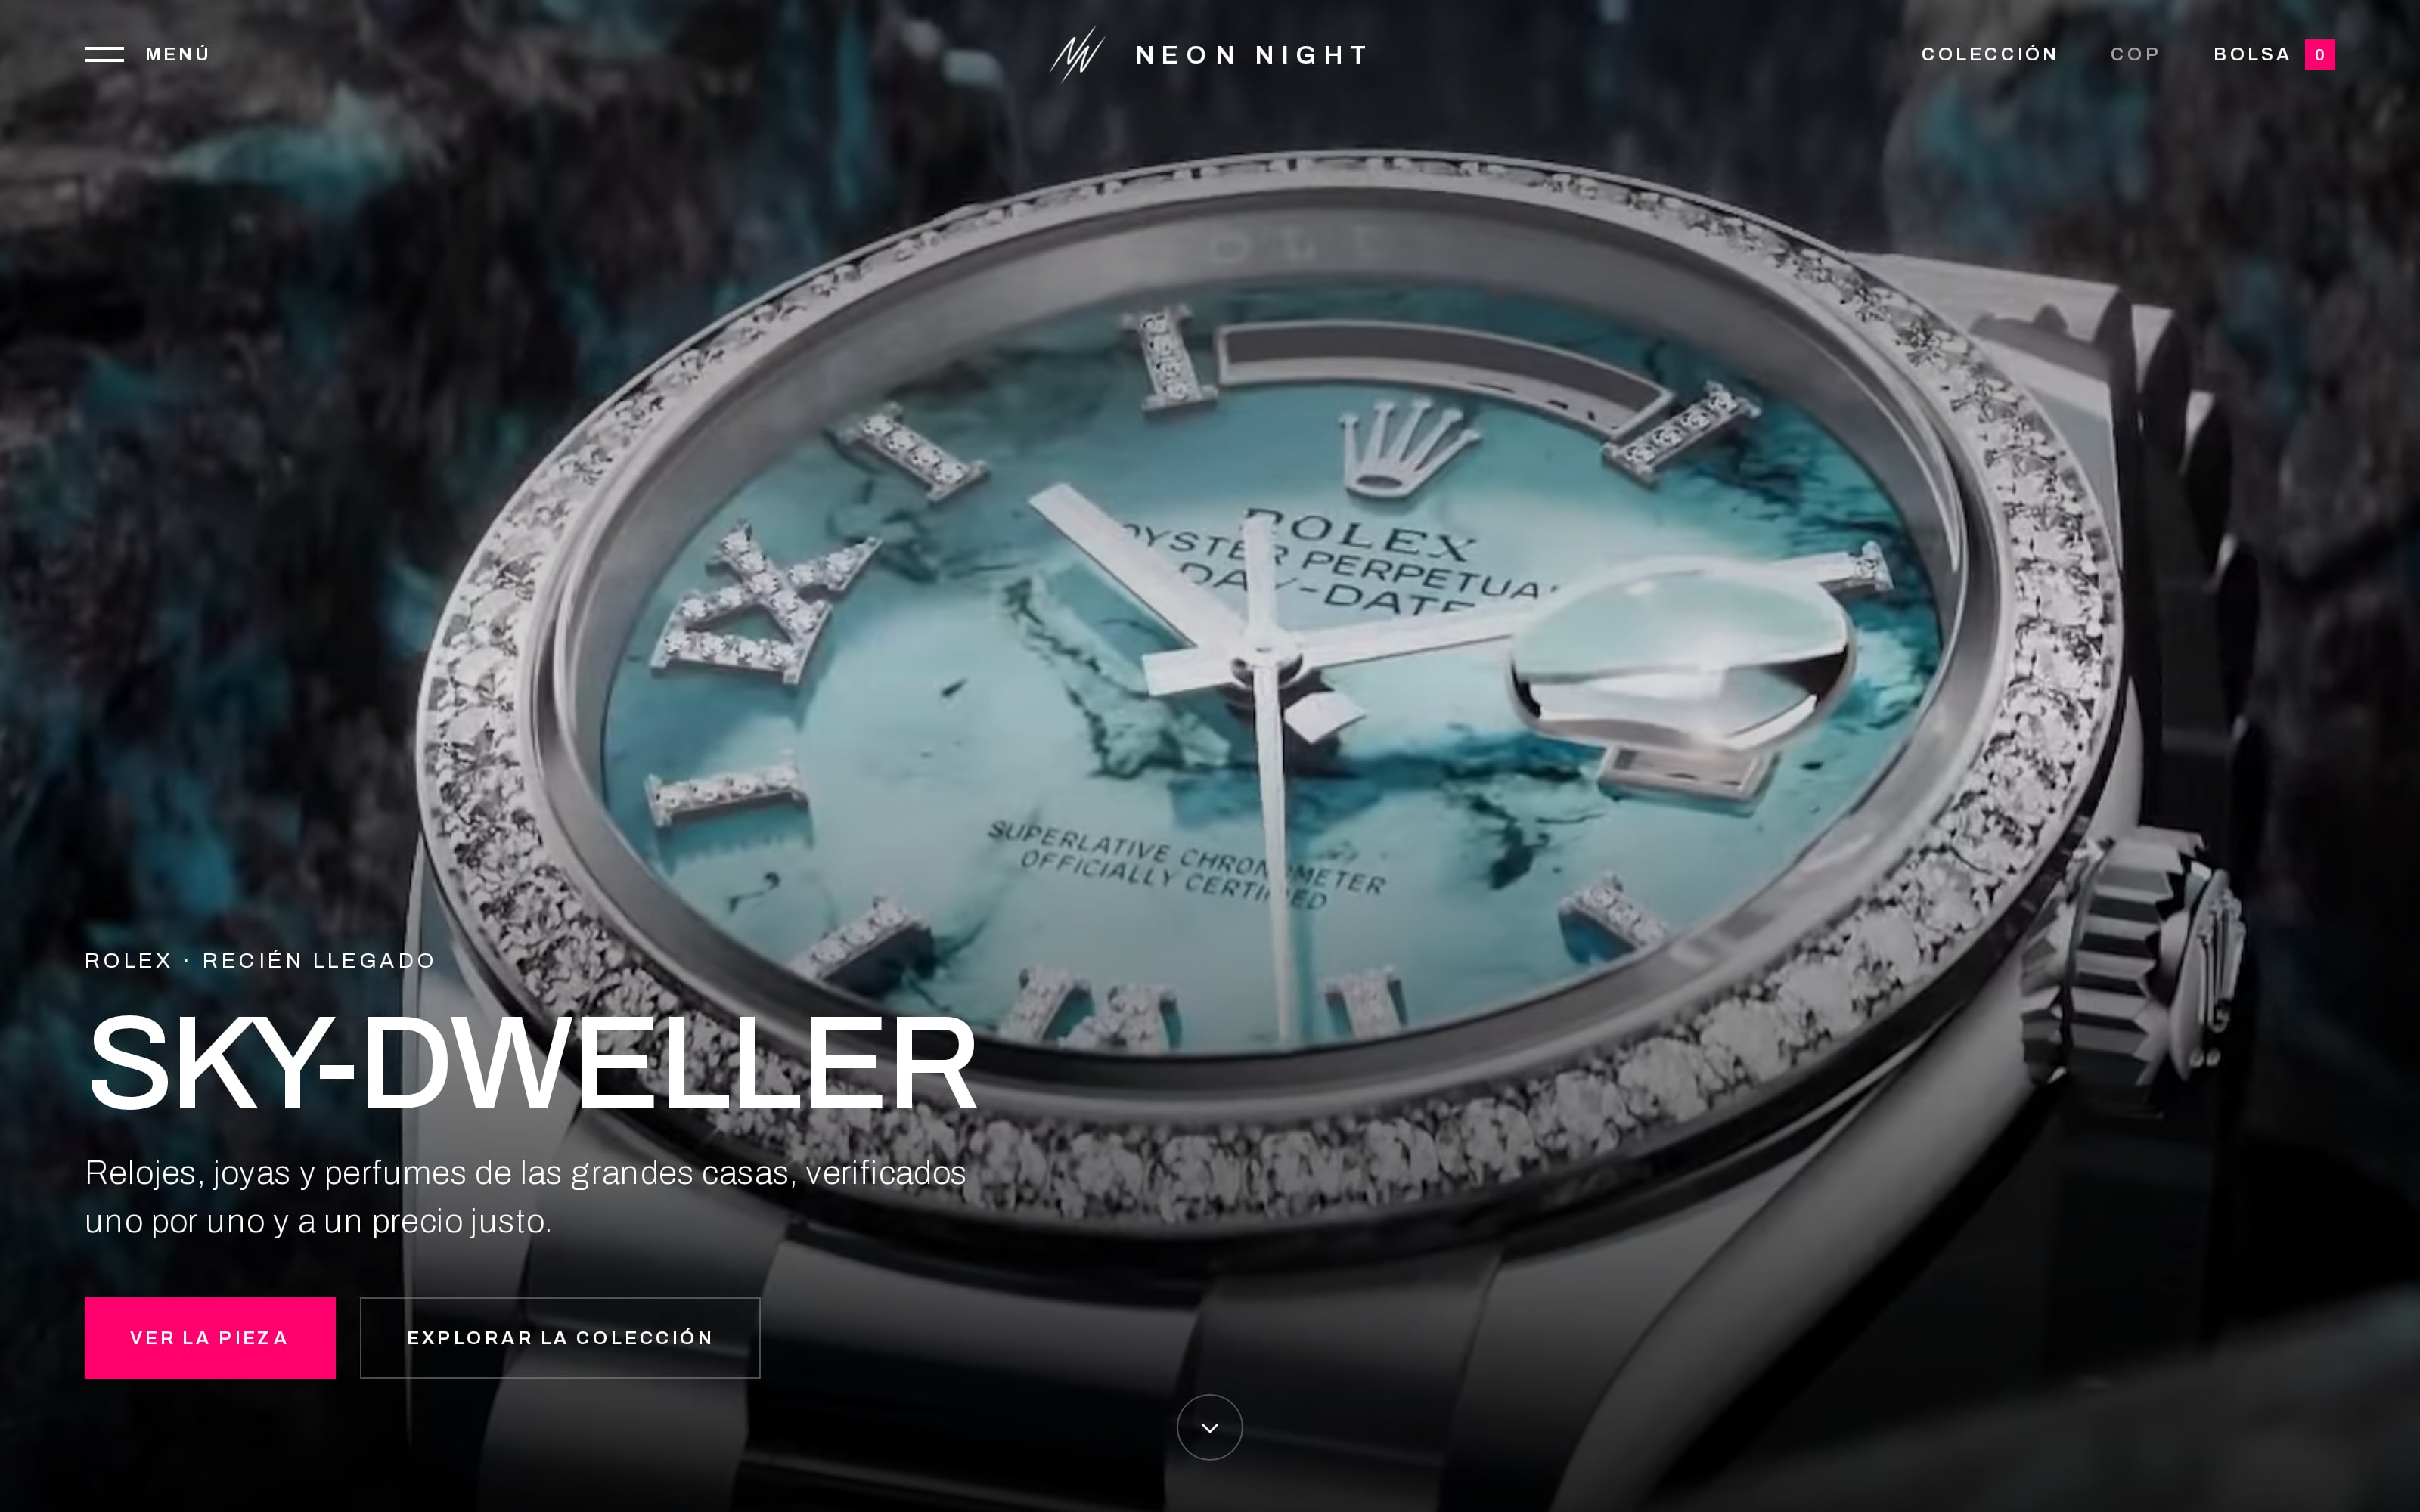 MENÚ
NEON NIGHT
COLECCIÓN
COP
BOLSA
0
ROLEX
OYSTER PERPETUAL
DAY-DATE
SUPERLATIVE CHRONOMETER
OFFICIALLY CERTIFIED
ROLEX · RECIÉN LLEGADO
SKY-DWELLER
Relojes, joyas y perfumes de las grandes casas, verificados
uno por uno y a un precio justo.
VER LA PIEZA
EXPLORAR LA COLECCIÓN